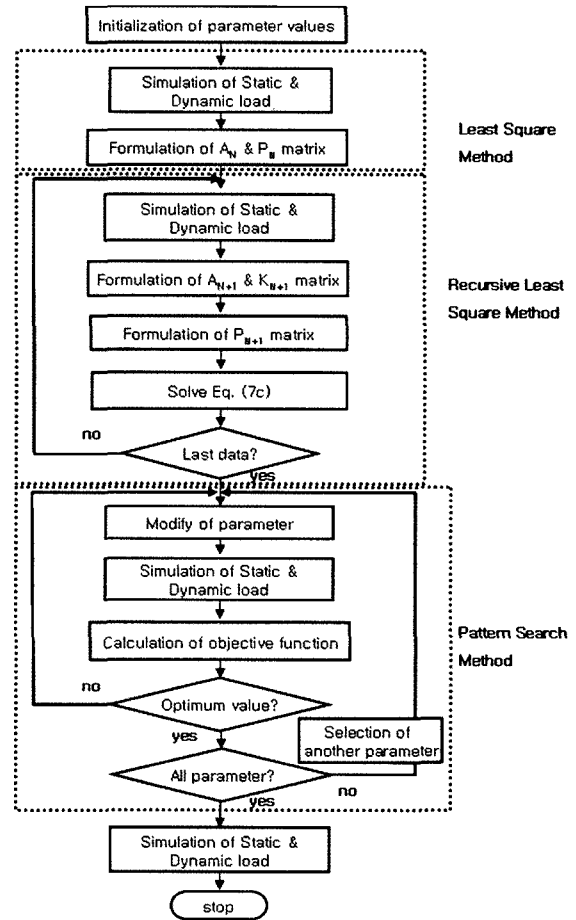 Initialization of parameter values
Simulation of Static &
Dynamic load
Formulation of A_N & P_N matrix
Least Square
Method
Simulation of Static &
Dynamic load
Formulation of A_N+1 & K_N+1 matrix
Formulation of P_N+1 matrix
Solve Eq. (7c)
Recursive Least
Square Method
no
Last data?
yes
Modify of parameter
Simulation of Static &
Dynamic load
Calculation of objective function
Pattern Search
Method
no
Optimum value?
yes
Selection of
another parameter
All parameter?
no
yes
Simulation of Static &
Dynamic load
stop